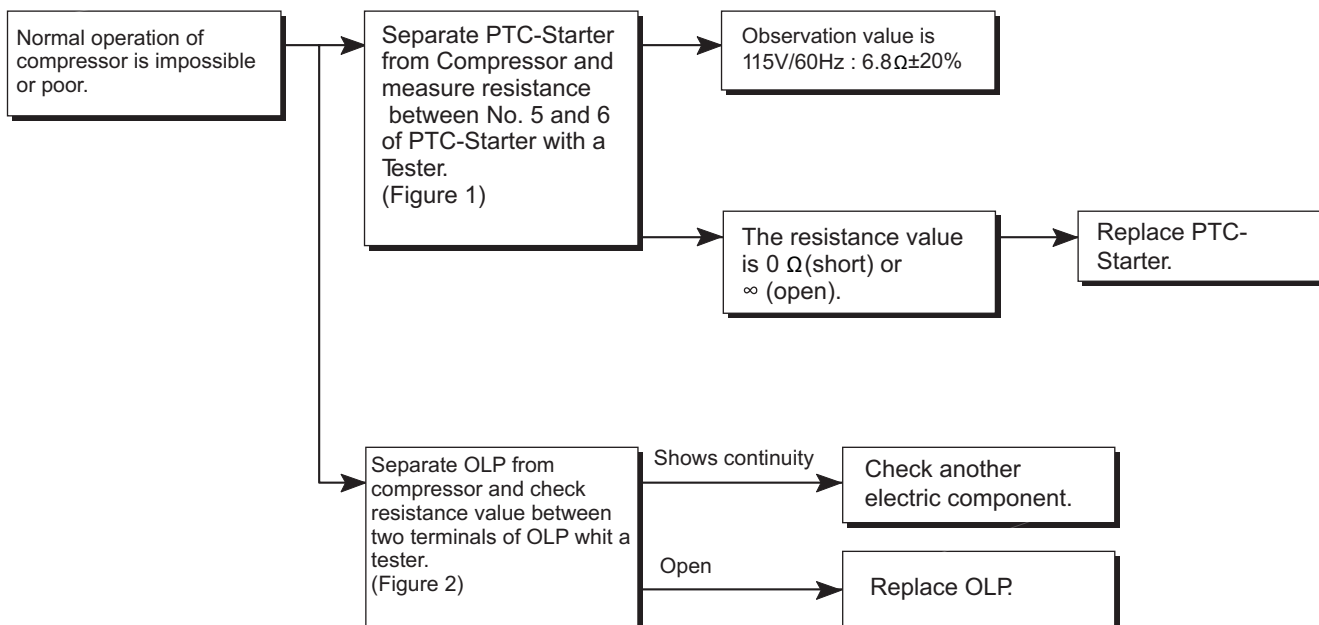 Normal operation of
compressor is impossible
or poor.
Separate PTC-Starter
from Compressor and
measure resistance
between No. 5 and 6
of PTC-Starter with a
Tester.
(Figure 1)
Observation value is
115V/60Hz : 6.8Ω±20%
The resistance value
is 0 Ω(short) or
∞ (open).
Replace PTC-
Starter.
Separate OLP from
compressor and check
resistance value between
two terminals of OLP whit a
tester.
(Figure 2)
Shows continuity
Check another
electric component.
Open
Replace OLP.